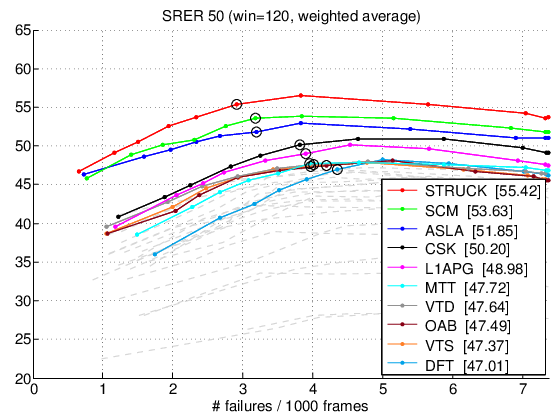 SRER 50 (win=120, weighted average)
65
60
55
50
45
40
35
30
25
20
STRUCK [55.42]
SCM [53.63]
ASLA [51.85]
CSK [50.20]
L1APG [48.98]
MTT [47.72]
VTD [47.64]
OAB [47.49]
VTS [47.37]
DFT [47.01]
0 1 2 3 4 5 6 7
# failures / 1000 frames